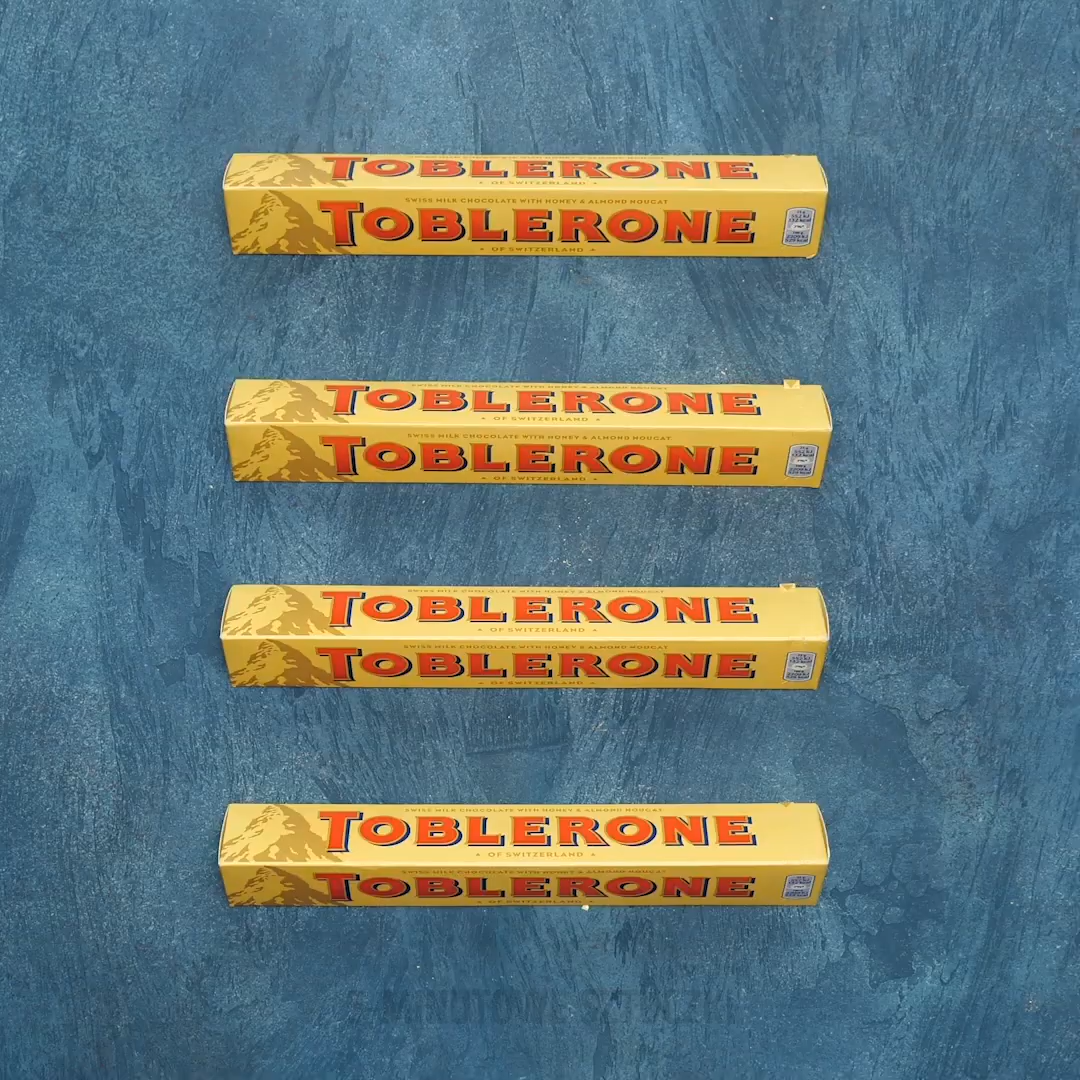 TOBLERONE
OF SWITZERLAND
SWISS MILK CHOCOLATE WITH HONEY & ALMOND NOUGAT
TOBLERONE
OF SWITZERLAND
SWISS MILK CHOCOLATE WITH HONEY & ALMOND NOUGAT
TOBLERONE
OF SWITZERLAND
SWISS MILK CHOCOLATE WITH HONEY & ALMOND NOUGAT
TOBLERONE
OF SWITZERLAND
SWISS MILK CHOCOLATE WITH HONEY & ALMOND NOUGAT
TOBLERONE
OF SWITZERLAND
SWISS MILK CHOCOLATE WITH HONEY & ALMOND NOUGAT
TOBLERONE
OF SWITZERLAND
SWISS MILK CHOCOLATE WITH HONEY & ALMOND NOUGAT
TOBLERONE
OF SWITZERLAND
SWISS MILK CHOCOLATE WITH HONEY & ALMOND NOUGAT
TOBLERONE
OF SWITZERLAND